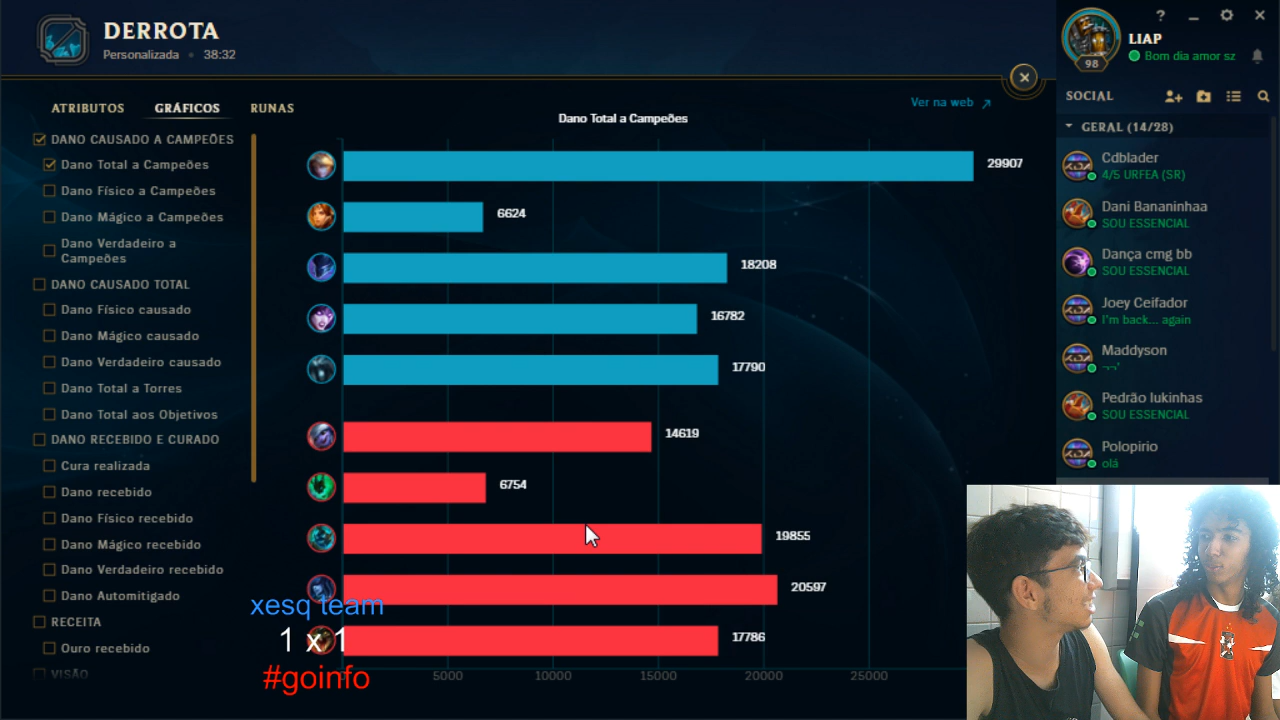 DERROTA
Personalizada • 38:32
ATRIBUTOS GRÁFICOS RUNAS
Ver na web
Dano Total a Campeões
DANO CAUSADO A CAMPEÕES
Dano Total a Campeões
Dano Físico a Campeões
Dano Mágico a Campeões
Dano Verdadeiro a
Campeões
DANO CAUSADO TOTAL
Dano Físico causado
Dano Mágico causado
Dano Verdadeiro causado
Dano Total a Torres
Dano Total aos Objetivos
DANO RECEBIDO E CURADO
Cura realizada
Dano recebido
Dano Físico recebido
Dano Mágico recebido
Dano Verdadeiro recebido
Dano Automitigado
RECEITA
Ouro recebido
VISÃO
29907
6624
18208
16782
17790
14619
6754
19855
20597
17786
5000 10000 15000 20000 25000
xesq team
1 x 1
#goinfo
?
98
LIAP
Bom dia amor sz
SOCIAL
GERAL (14/28)
Cdblader
4/5 URFEA (SR)
Dani Bananinhaa
SOU ESSENCIAL
Dança cmg bb
SOU ESSENCIAL
Joey Ceifador
I'm back... again
Maddyson
¬¬'
Pedrão lukinhas
SOU ESSENCIAL
Polopirio
olá